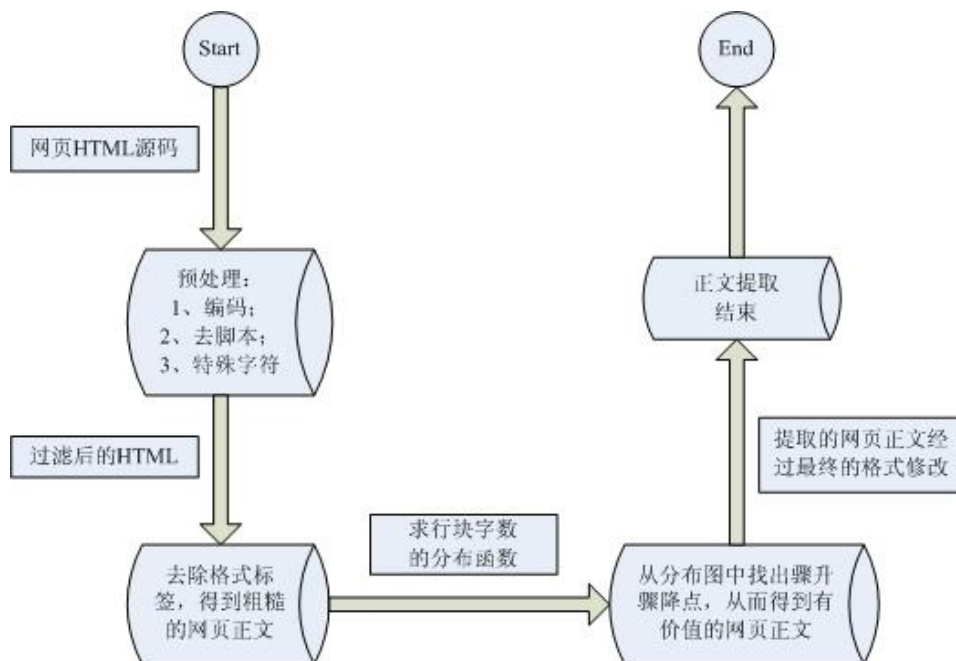 Start
网页HTML源码
预处理：
1、编码；
2、去脚本；
3、特殊字符
过滤后的HTML
去除格式标
签，得到粗糙
的网页正文
求行块字数
的分布函数
从分布图中找出骤升
骤降点，从而得到有
价值的网页正文
提取的网页正文经
过最终的格式修改
正文提取
结束
End